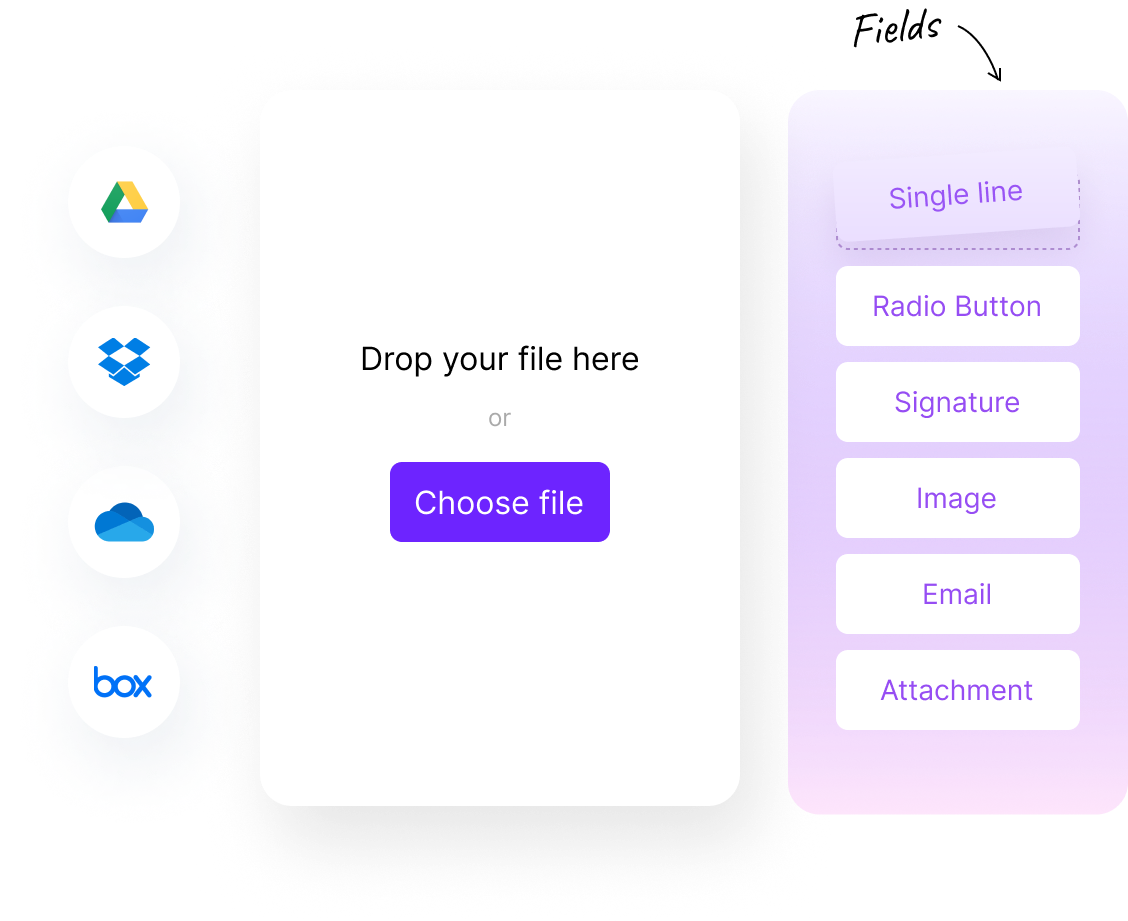 Fields
Single line
Radio Button
Drop your file here
or
Choose file
Signature
Image
Email
Attachment
box